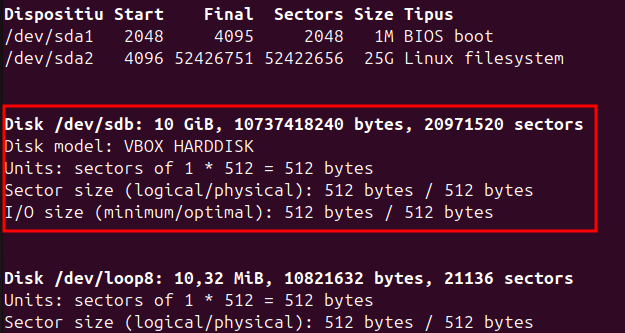 Dispositiu Start Final Sectors Size Tipus
/dev/sda1 2048 4095 2048 1M BIOS boot
/dev/sda2 4096 52426751 52422656 25G Linux filesystem
Disk /dev/sdb: 10 GiB, 10737418240 bytes, 20971520 sectors
Disk model: VBOX HARDDISK
Units: sectors of 1 * 512 = 512 bytes
Sector size (logical/physical): 512 bytes / 512 bytes
I/O size (minimum/optimal): 512 bytes / 512 bytes
Disk /dev/loop8: 10,32 MiB, 10821632 bytes, 21136 sectors
Units: sectors of 1 * 512 = 512 bytes
Sector size (logical/physical): 512 bytes / 512 bytes